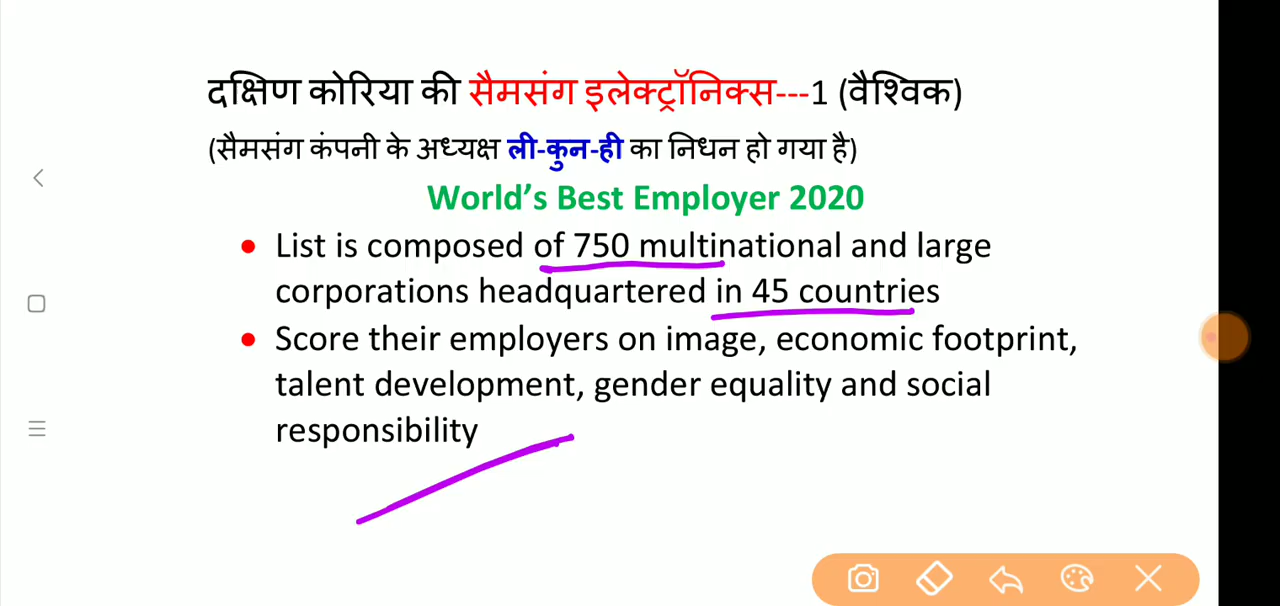 दक्षिण कोरिया की सैमसंग इलेक्ट्रॉनिक्स---1 (वैश्विक)
(सैमसंग कंपनी के अध्यक्ष ली-कुन-ही का निधन हो गया है)
World's Best Employer 2020
• List is composed of 750 multinational and large
corporations headquartered in 45 countries
• Score their employers on image, economic footprint,
talent development, gender equality and social
responsibility